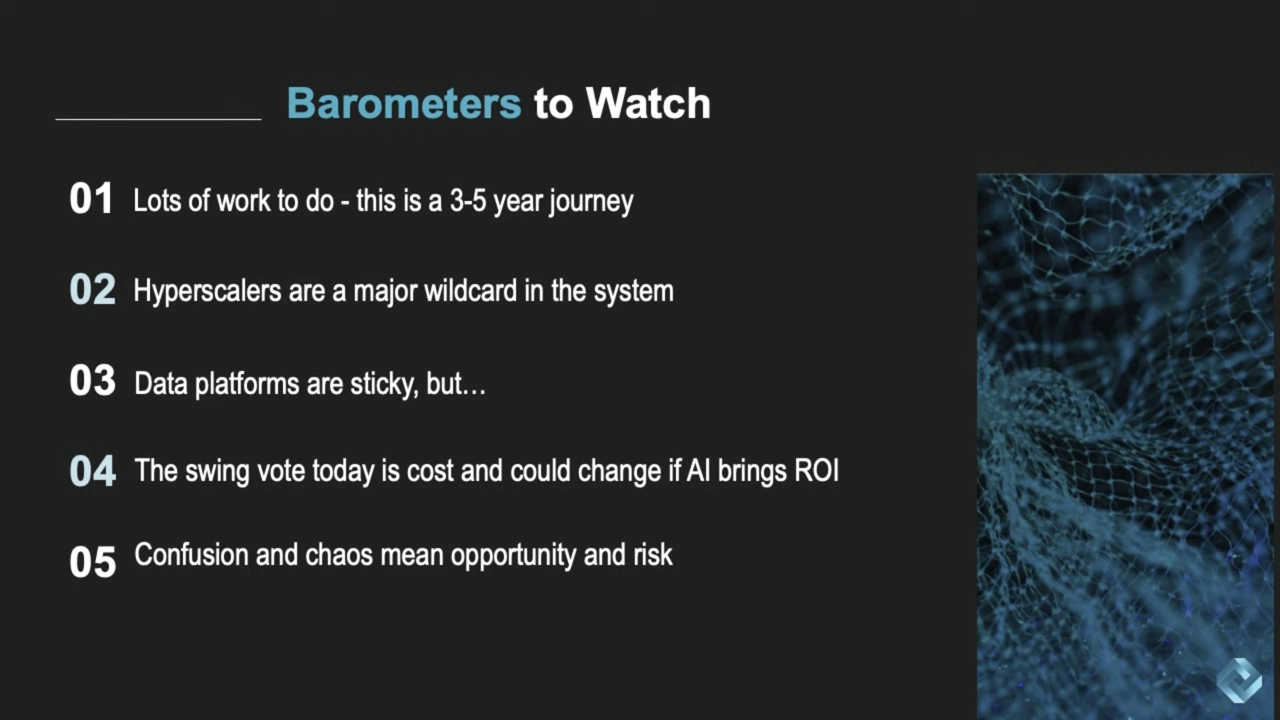 Barometers to Watch
01 Lots of work to do - this is a 3-5 year journey
02 Hyperscalers are a major wildcard in the system
03 Data platforms are sticky, but…
04 The swing vote today is cost and could change if AI brings ROI
05 Confusion and chaos mean opportunity and risk